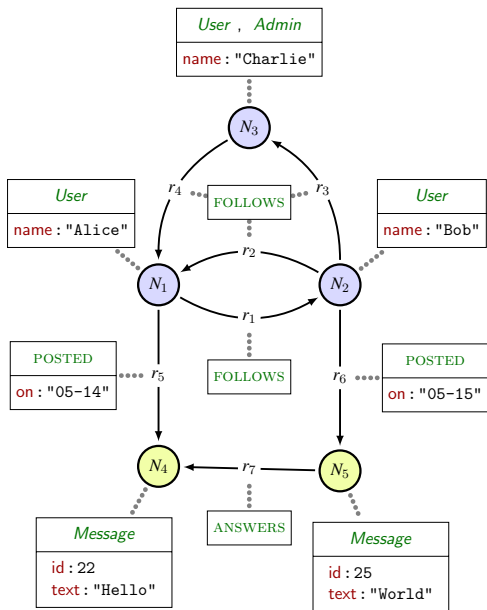 User , Admin
name : "Charlie"
N3
r4
FOLLOWS
r3
User
name : "Alice"
User
name : "Bob"
r2
N1
N2
r1
POSTED
on : "05-14"
r5
FOLLOWS
r6
POSTED
on : "05-15"
N4
r7
N5
ANSWERS
Message
id : 22
text : "Hello"
Message
id : 25
text : "World"